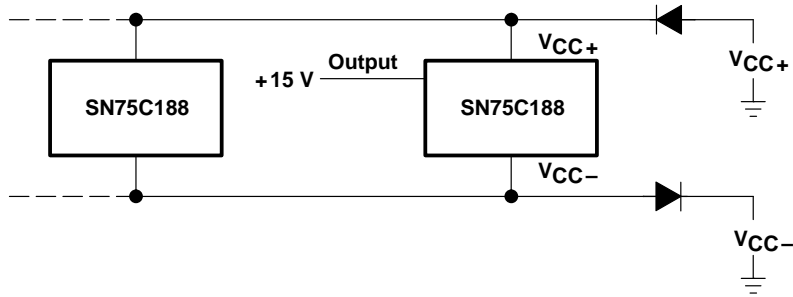 VCC+
Output
VCC+
+15 V
SN75C188
SN75C188
VCC−
VCC−